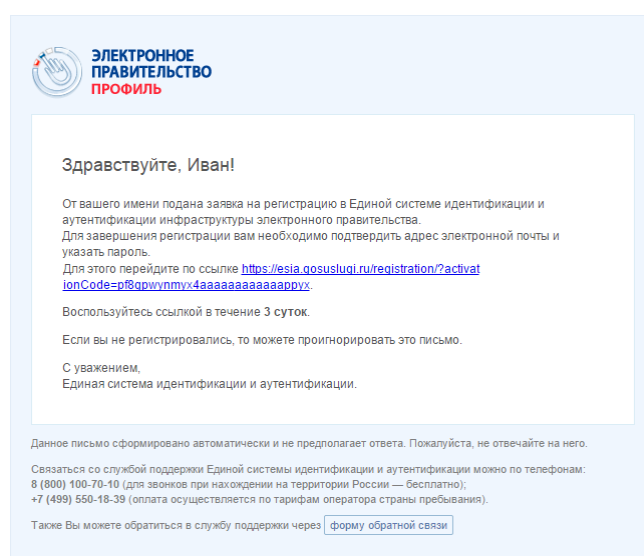 ЭЛЕКТРОННОЕ
ПРАВИТЕЛЬСТВО
ПРОФИЛЬ
Здравствуйте, Иван!
От вашего имени подана заявка на регистрацию в Единой системе идентификации и
аутентификации инфраструктуры электронного правительства.
Для завершения регистрации вам необходимо подтвердить адрес электронной почты и
указать пароль.
Для этого перейдите по ссылке https://esia.gosuslugi.ru/registration/?activat
ionCode=pf8gpwynmyx4aaaaaaaaaaappyx.
Воспользуйтесь ссылкой в течение 3 суток.
Если вы не регистрировались, то можете проигнорировать это письмо.
С уважением,
Единая система идентификации и аутентификации.
Данное письмо сформировано автоматически и не предполагает ответа. Пожалуйста, не отвечайте на него.
Связаться со службой поддержки Единой системы идентификации и аутентификации можно по телефонам:
8 (800) 100-70-10 (для звонков при нахождении на территории России — бесплатно);
+7 (499) 550-18-39 (оплата осуществляется по тарифам оператора страны пребывания).
Также Вы можете обратиться в службу поддержки через форму обратной связи